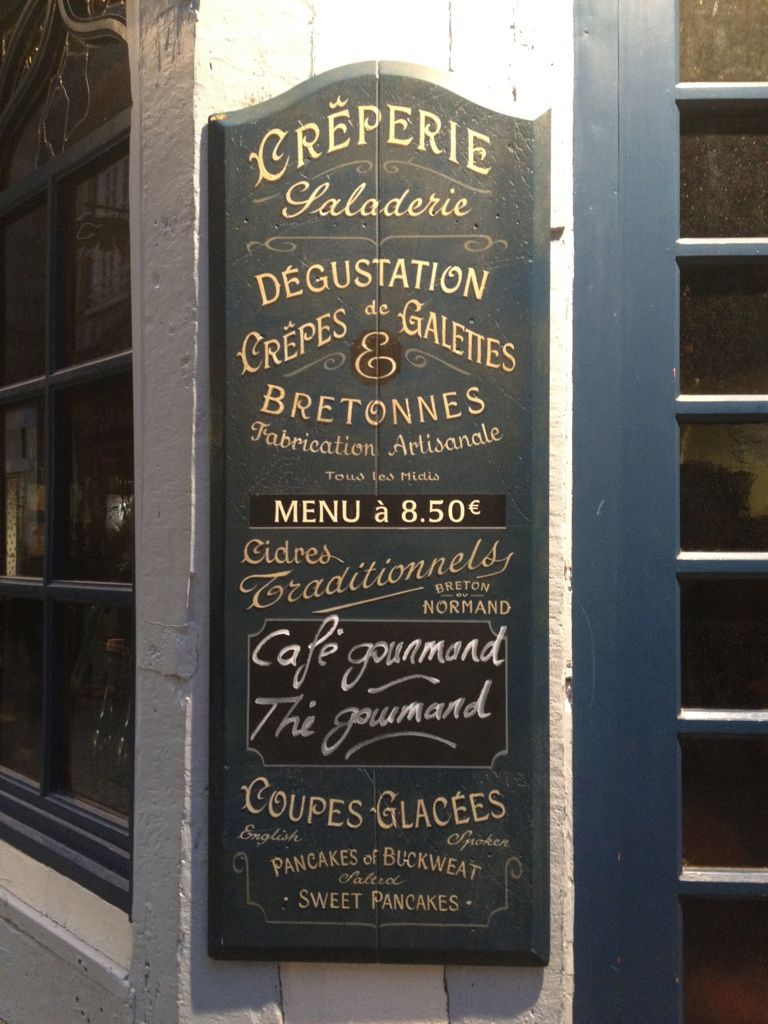 CRÊPERIE
Saladerie
DÉGUSTATION
de
CRÊPES & GALETTES
BRETONNES
Fabrication Artisanale
Tous les Midis
MENU à 8.50€
Cidres
Traditionnels
BRETON
ou
NORMAND
Café gourmand
Thé gourmand
COUPES GLACÉES
English Spoken
PANCAKES of BUCKWEAT
Salted
· SWEET PANCAKES ·